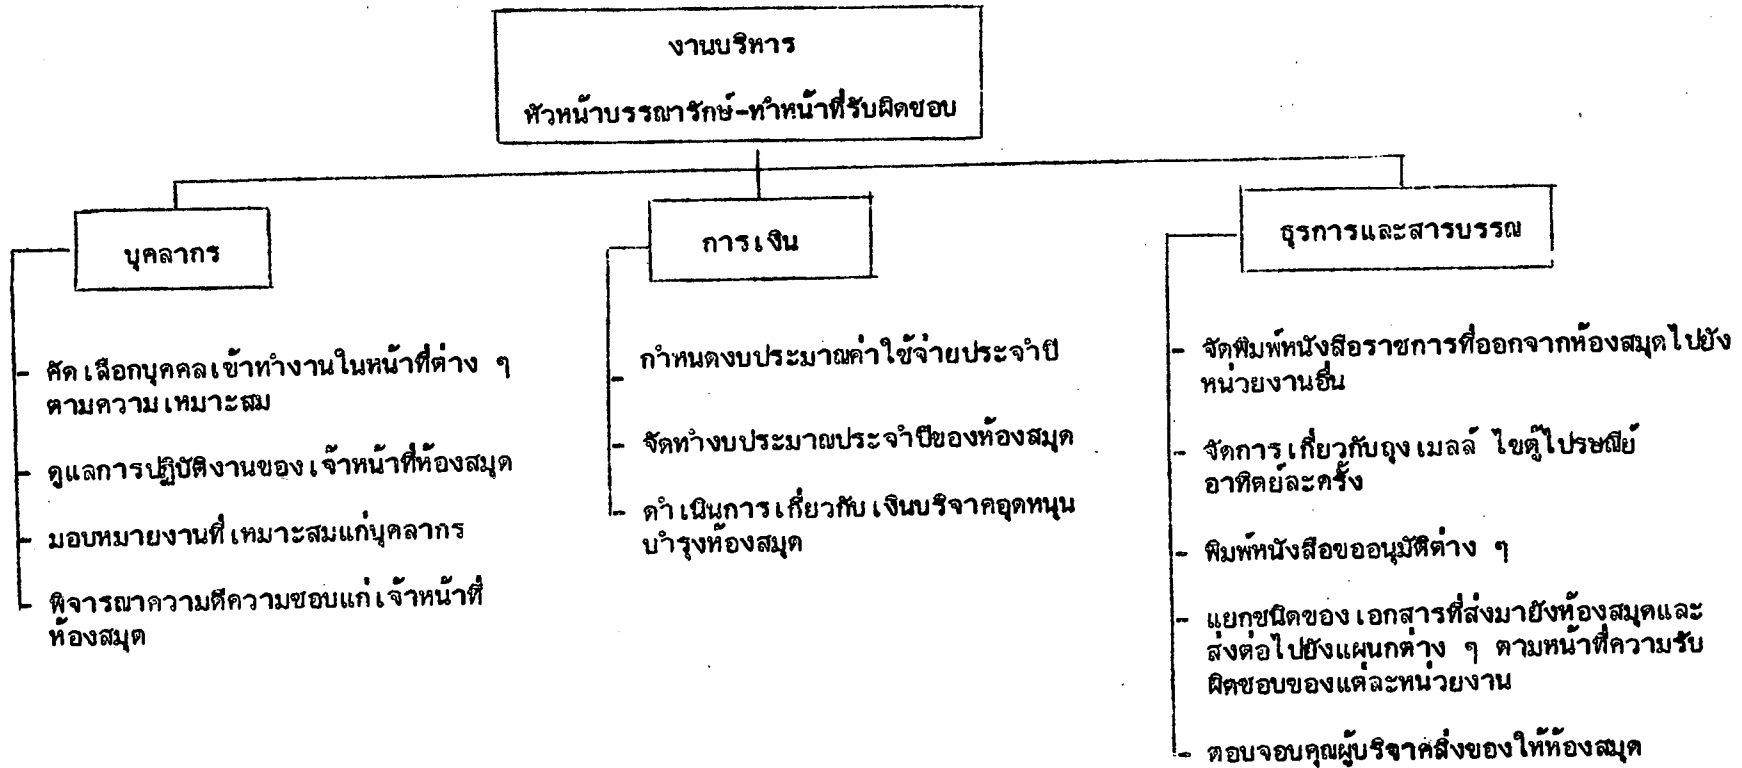 งานบริหาร
หัวหน้าบรรณารักษ์-ทำหน้าที่รับผิดชอบ
บุคลากร
- คัดเลือกบุคคลเข้าทำงานในหน้าที่ต่าง ๆ
ตามความเหมาะสม
- ดูแลการปฏิบัติงานของเจ้าหน้าที่ห้องสมุด
- มอบหมายงานที่เหมาะสมแก่บุคลากร
- พิจารณาความดีความชอบแก่เจ้าหน้าที่
ห้องสมุด
การเงิน
- กำหนดงบประมาณค่าใช้จ่ายประจำปี
- จัดทำงบประมาณประจำปีของห้องสมุด
- ดำเนินการเกี่ยวกับเงินบริจาคอุดหนุน
บำรุงห้องสมุด
ธุรการและสารบรรณ
- จัดพิมพ์หนังสือราชการที่ออกจากห้องสมุดไปยัง
หน่วยงานอื่น
- จัดการเกี่ยวกับถุงเมลล์ ไขตู้ไปรษณีย์
อาทิตย์ละครั้ง
- พิมพ์หนังสือขออนุมัติต่าง ๆ
- แยกชนิดของเอกสารที่ส่งมายังห้องสมุดและ
ส่งต่อไปยังแผนกต่าง ๆ ตามหน้าที่ความรับ
ผิดชอบของแต่ละหน่วยงาน
- ตอบขอบคุณผู้บริจาคสิ่งของให้ห้องสมุด